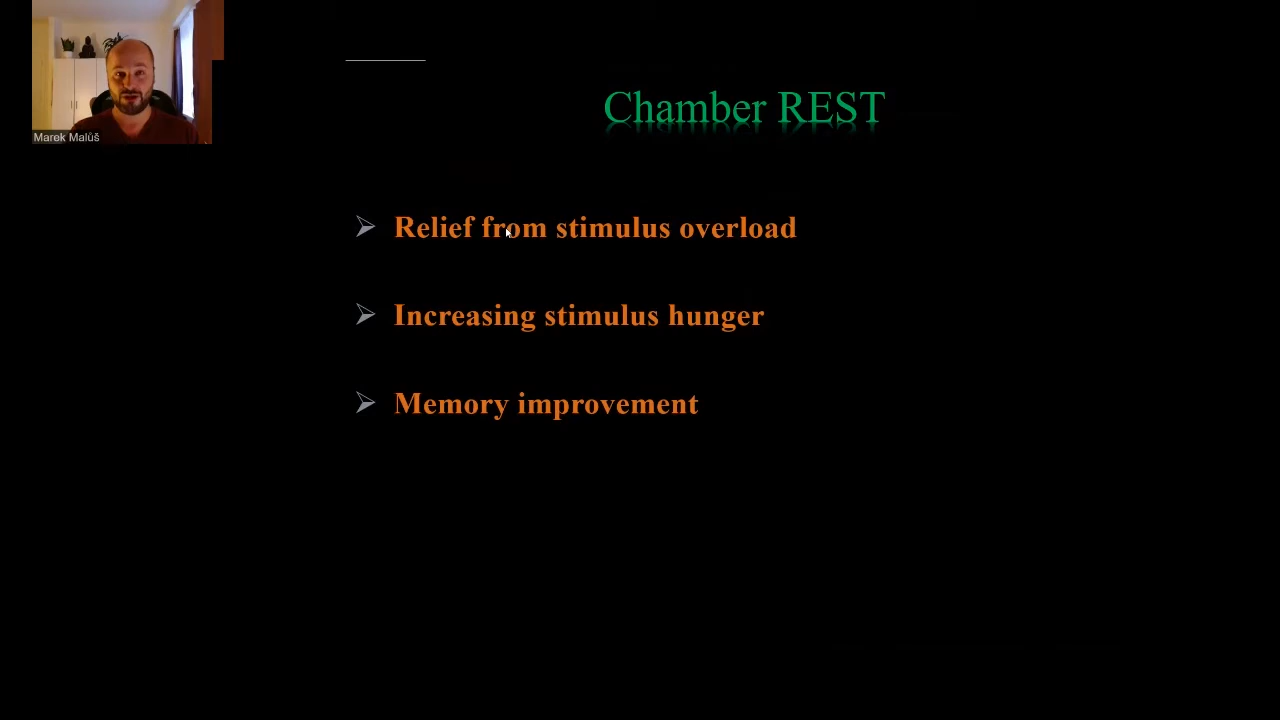 Marek Malůš
Chamber REST
Relief from stimulus overload
Increasing stimulus hunger
Memory improvement